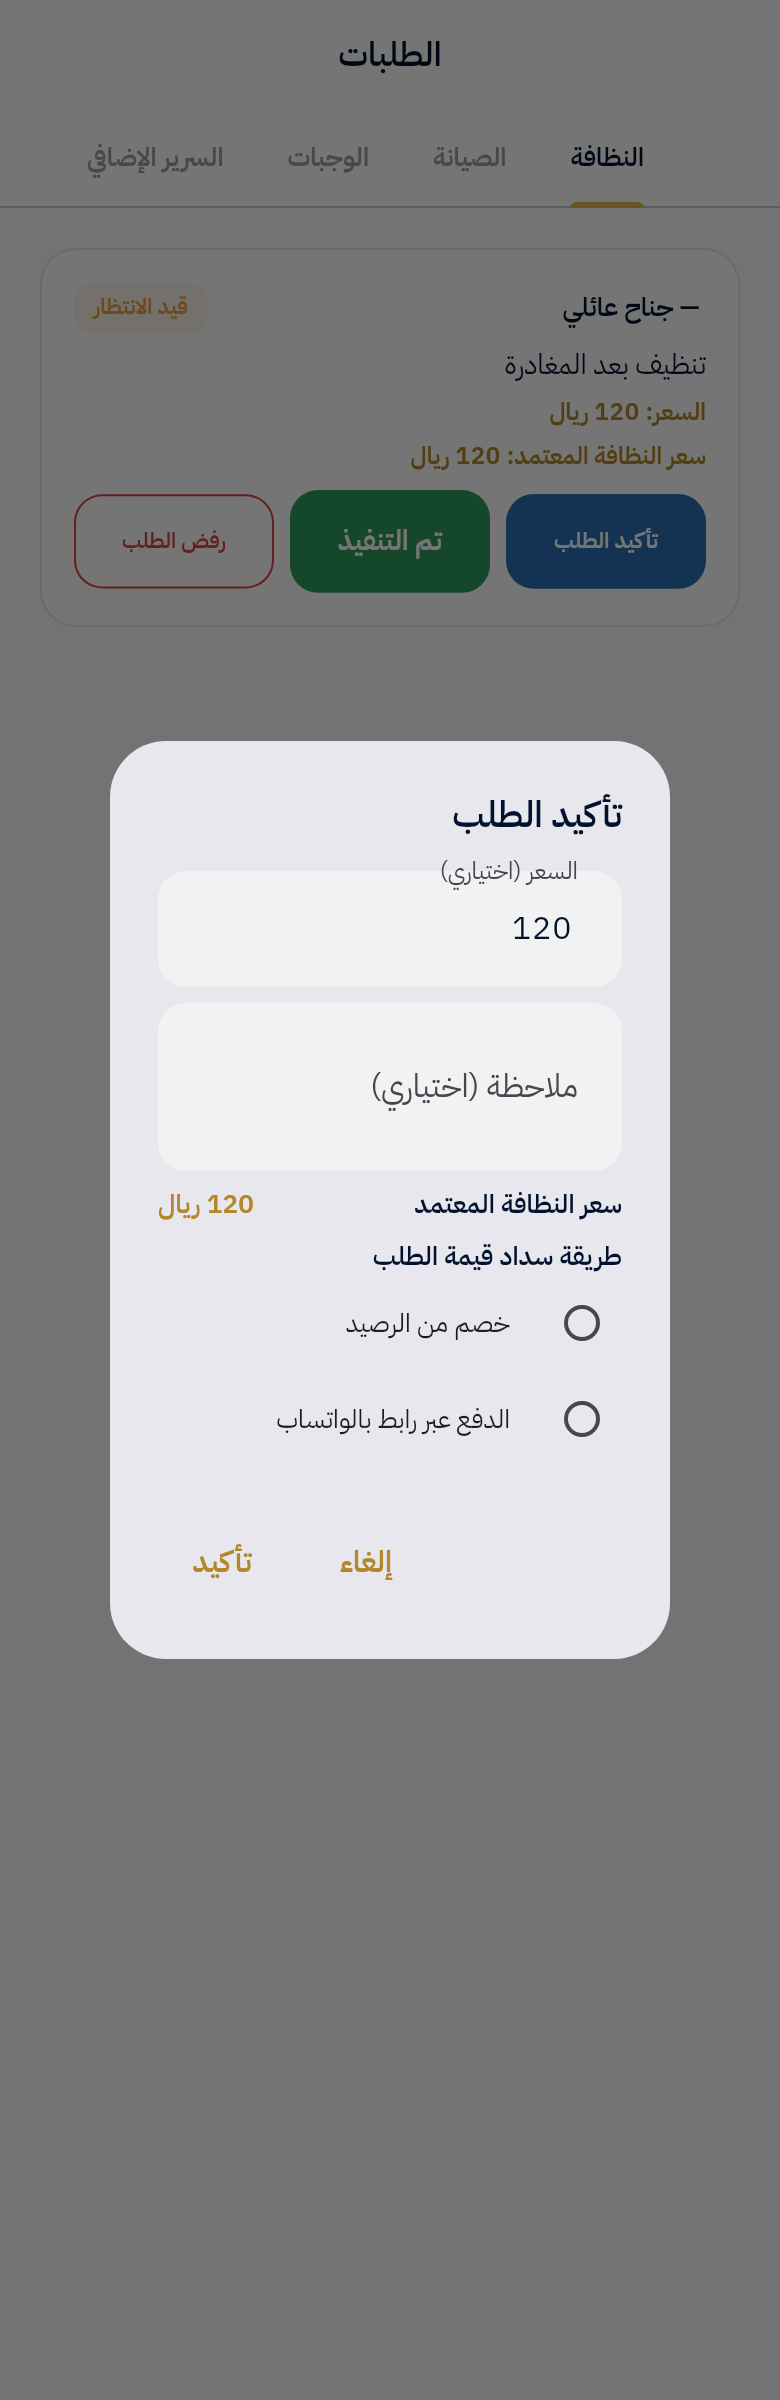 الطلبات
النظافة الصيانة الوجبات السرير الإضافي
— جناح عائلي قيد الانتظار
تنظيف بعد المغادرة
السعر: 120 ريال
سعر النظافة المعتمد: 120 ريال
تأكيد الطلب تم التنفيذ رفض الطلب
تأكيد الطلب
السعر (اختياري)
120
ملاحظة (اختياري)
سعر النظافة المعتمد 120 ريال
طريقة سداد قيمة الطلب
خصم من الرصيد
الدفع عبر رابط بالواتساب
إلغاء تأكيد